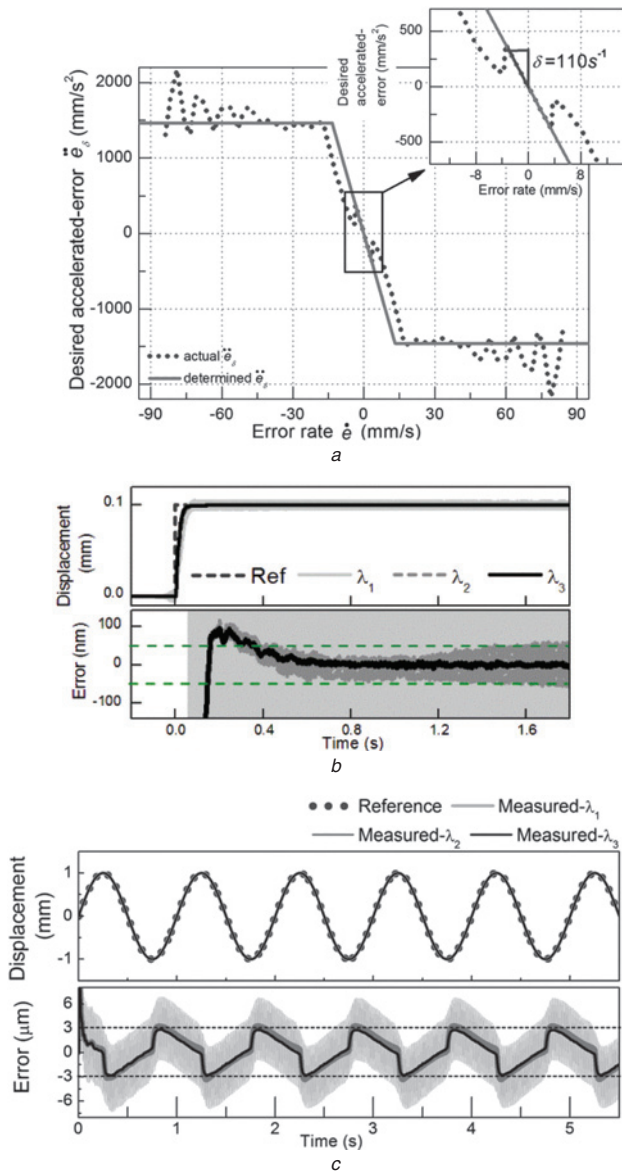 a
Desired accelerated-error ë_δ (mm/s²)
2000
1000
0
-1000
-2000
actual ë_δ
determined ë_δ
-90
-60
-30
0
30
60
90
Error rate ė (mm/s)
Desired
accelerated-
error (mm/s²)
500
0
-500
δ=110s⁻¹
-8
0
8
Error rate (mm/s)
a
Displacement
(mm)
0.1
0.0
Ref
λ₁
λ₂
λ₃
Error (nm)
100
0
-100
0.0
0.4
0.8
1.2
1.6
Time (s)
b
Reference
Measured-λ₁
Measured-λ₂
Measured-λ₃
Displacement
(mm)
1
0
-1
Error (μm)
6
3
0
-3
-6
0
1
2
3
4
5
Time (s)
c